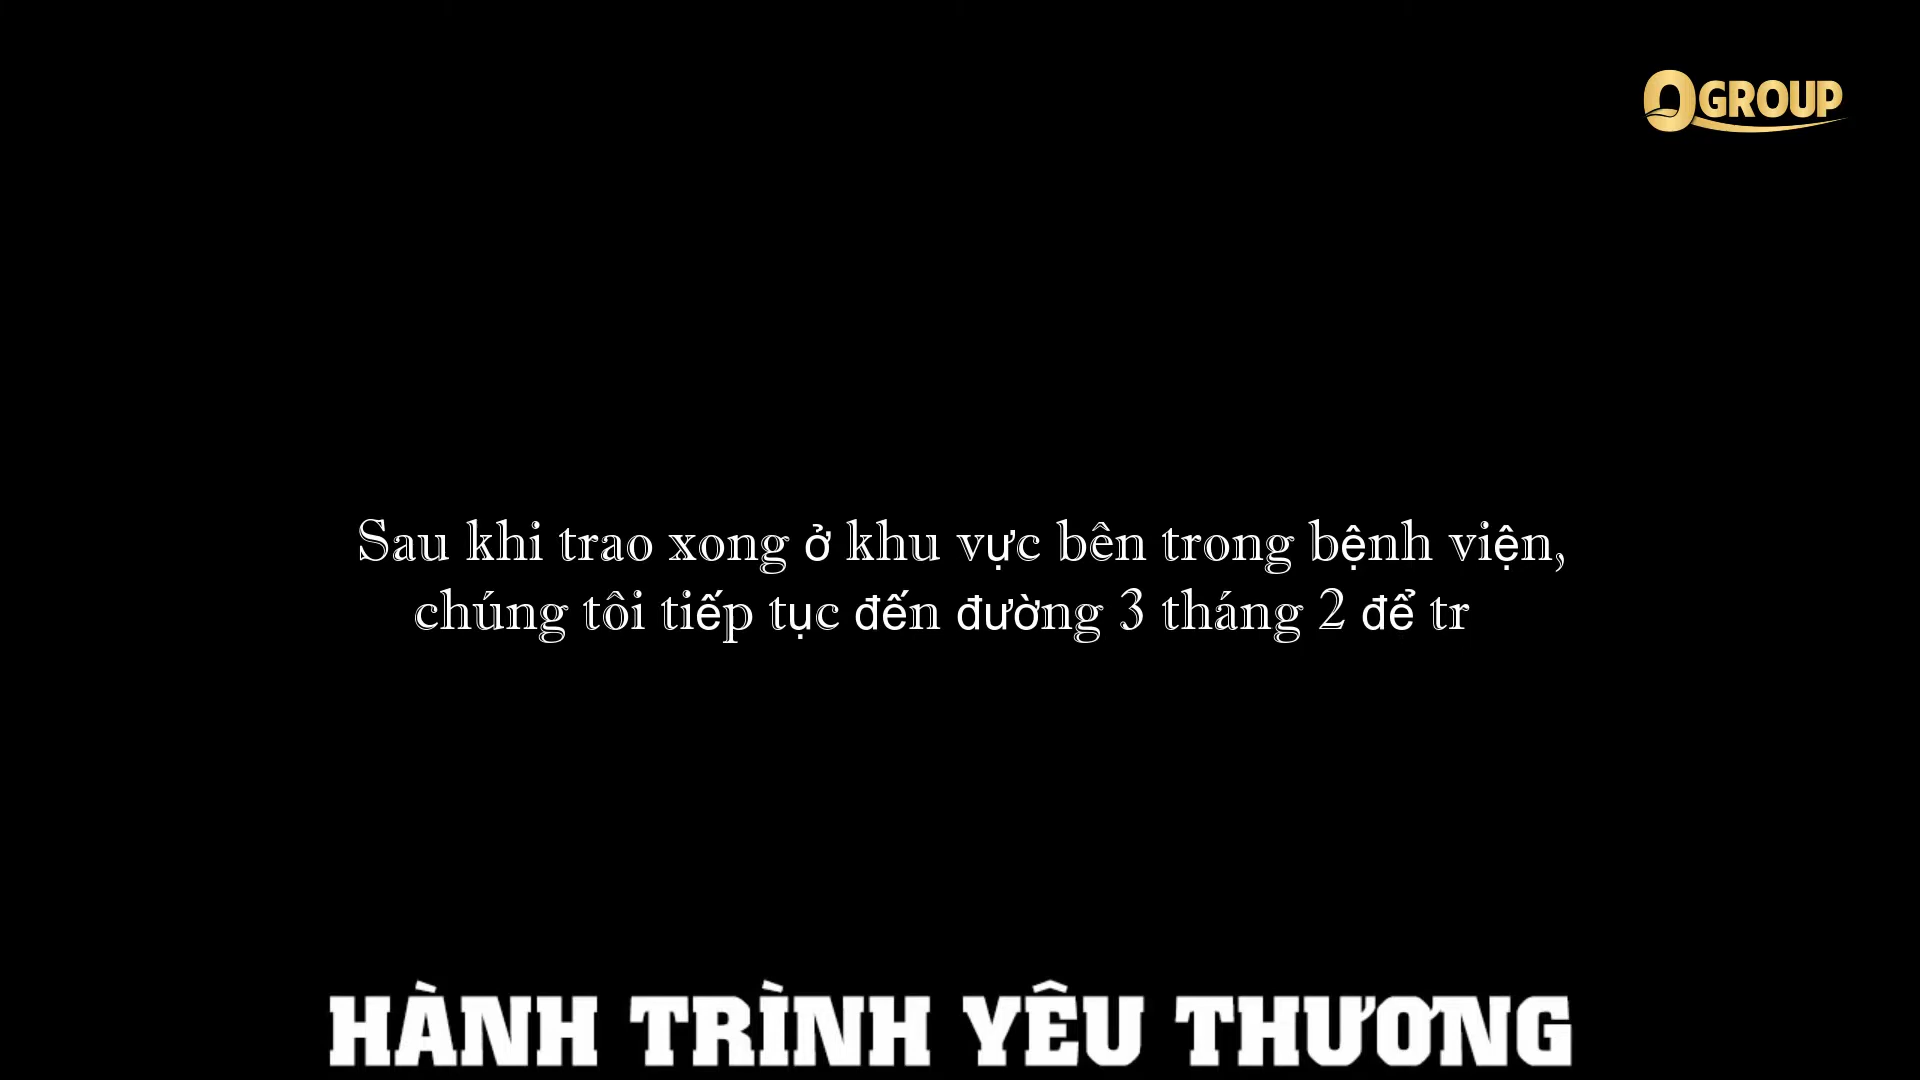 QGROUP
Sau khi trao xong ở khu vực bên trong bệnh viện,
chúng tôi tiếp tục đến đường 3 tháng 2 để tr
HÀNH TRÌNH YÊU THƯƠNG